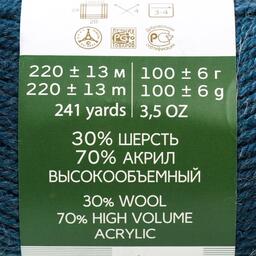 220 ± 13 м 100 ± 6 г
220 ± 13 m 100 ± 6 g
241 yards 3,5 OZ
30% ШЕРСТЬ
70% АКРИЛ
ВЫСОКООБЪЕМНЫЙ
30% WOOL
70% HIGH VOLUME
ACRYLIC